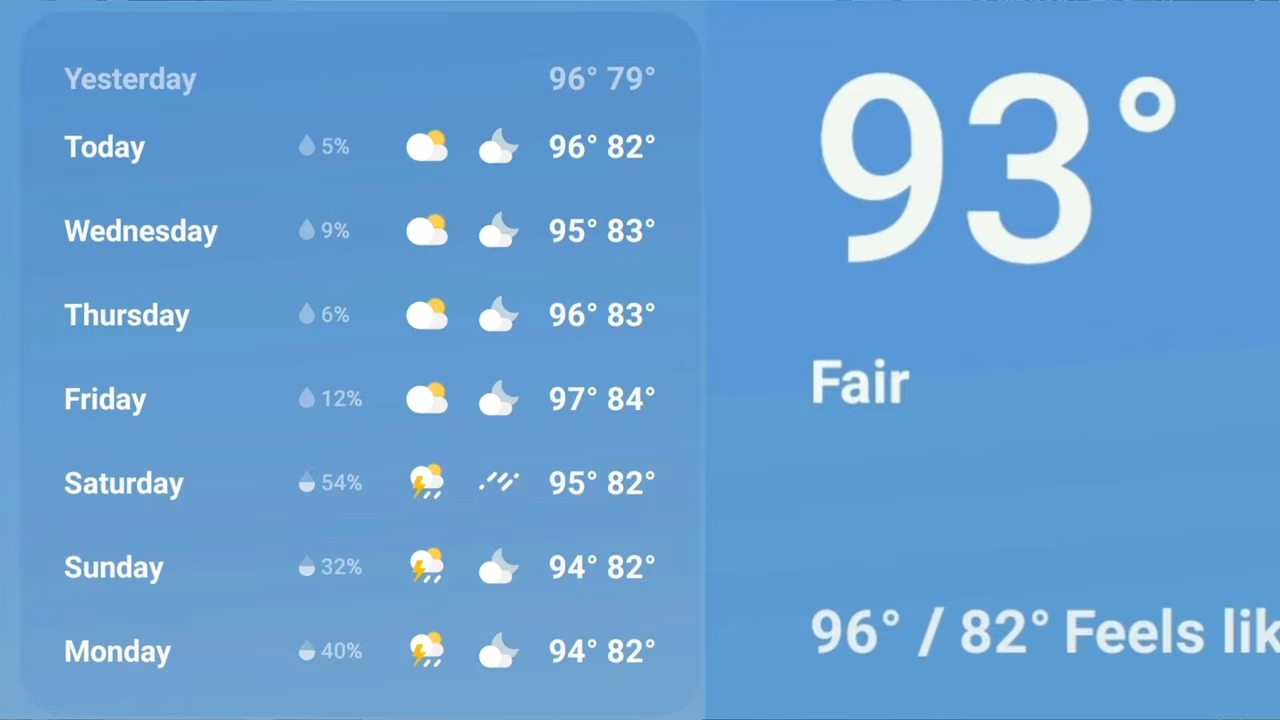 Yesterday 96° 79°
Today 5% 96° 82°
Wednesday 9% 95° 83°
Thursday 6% 96° 83°
Friday 12% 97° 84°
Saturday 54% 95° 82°
Sunday 32% 94° 82°
Monday 40% 94° 82°
93°
Fair
96° / 82° Feels lik